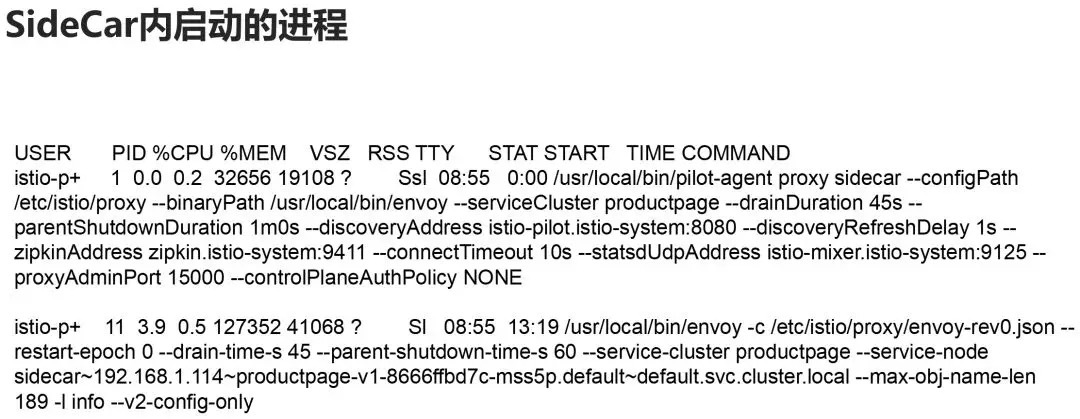 SideCar内启动的进程
USER PID %CPU %MEM VSZ RSS TTY STAT START TIME COMMAND
istio-p+ 1 0.0 0.2 32656 19108 ? Ssl 08:55 0:00 /usr/local/bin/pilot-agent proxy sidecar --configPath
/etc/istio/proxy --binaryPath /usr/local/bin/envoy --serviceCluster productpage --drainDuration 45s --
parentShutdownDuration 1m0s --discoveryAddress istio-pilot.istio-system:8080 --discoveryRefreshDelay 1s --
zipkinAddress zipkin.istio-system:9411 --connectTimeout 10s --statsdUdpAddress istio-mixer.istio-system:9125 --
proxyAdminPort 15000 --controlPlaneAuthPolicy NONE
istio-p+ 11 3.9 0.5 127352 41068 ? Sl 08:55 13:19 /usr/local/bin/envoy -c /etc/istio/proxy/envoy-rev0.json --
restart-epoch 0 --drain-time-s 45 --parent-shutdown-time-s 60 --service-cluster productpage --service-node
sidecar~192.168.1.114~productpage-v1-8666ffbd7c-mss5p.default~default.svc.cluster.local --max-obj-name-len
189 -l info --v2-config-only